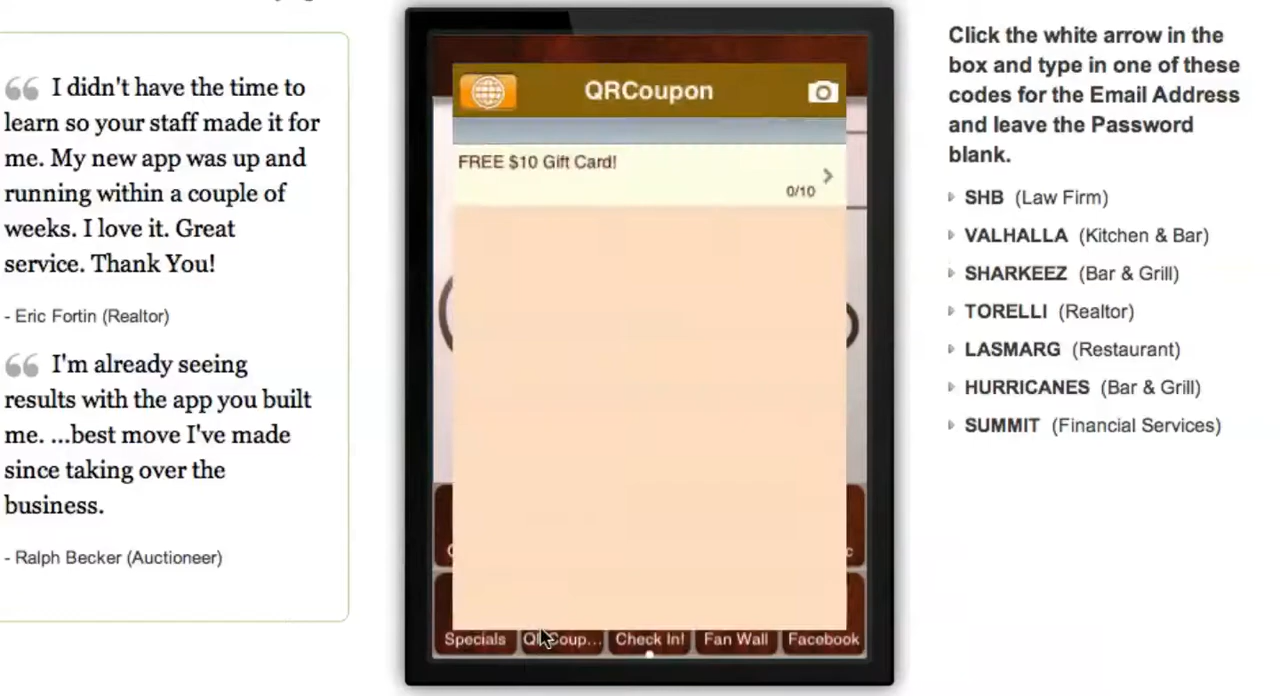 I didn't have the time to
learn so your staff made it for
me. My new app was up and
running within a couple of
weeks. I love it. Great
service. Thank You!
- Eric Fortin (Realtor)
I'm already seeing
results with the app you built
me. ...best move I've made
since taking over the
business.
- Ralph Becker (Auctioneer)
QRCoupon
FREE $10 Gift Card!
0/10
Specials
Check In!
Fan Wall
Facebook
Click the white arrow in the
box and type in one of these
codes for the Email Address
and leave the Password
blank.
SHB (Law Firm)
VALHALLA (Kitchen & Bar)
SHARKEEZ (Bar & Grill)
TORELLI (Realtor)
LASMARG (Restaurant)
HURRICANES (Bar & Grill)
SUMMIT (Financial Services)